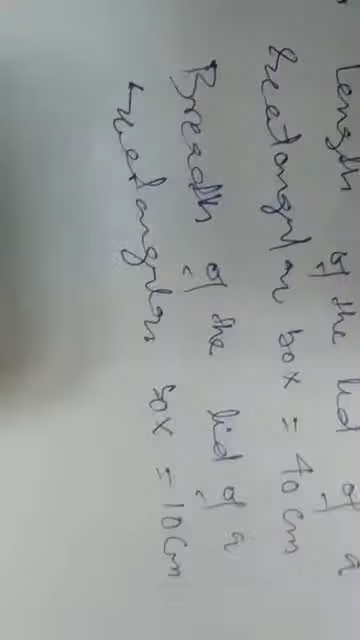 Length of the lid of a
rectangular box = 40 cm
Breadth of the lid of a
rectangular box = 10 cm